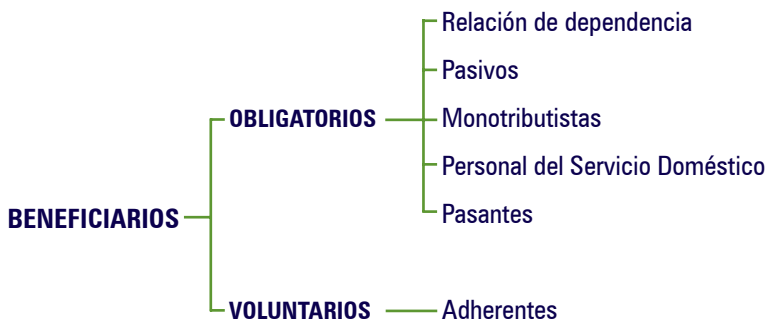 BENEFICIARIOS
OBLIGATORIOS
Relación de dependencia
Pasivos
Monotributistas
Personal del Servicio Doméstico
Pasantes
VOLUNTARIOS
Adherentes